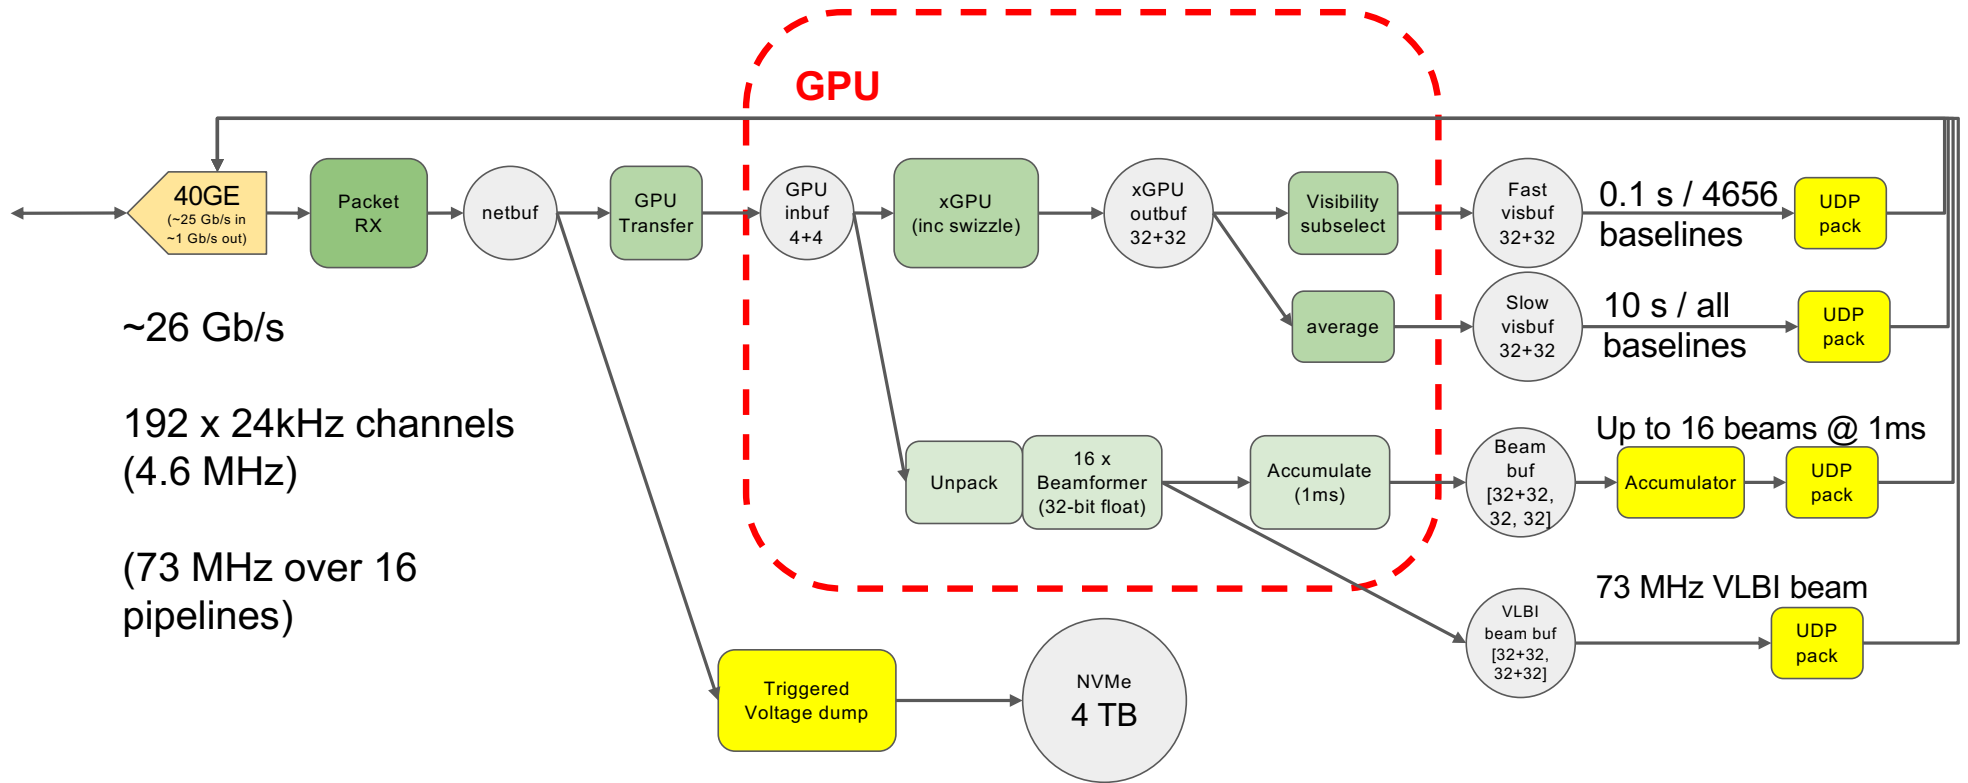 GPU
40GE
(~25 Gb/s in
~1 Gb/s out)
Packet
RX
netbuf
GPU
Transfer
GPU
inbuf
4+4
xGPU
(inc swizzle)
xGPU
outbuf
32+32
Visibility
subselect
Fast
visbuf
32+32
0.1 s / 4656
baselines
UDP
pack
average
Slow
visbuf
32+32
10 s / all
baselines
UDP
pack
~26 Gb/s
192 x 24kHz channels
(4.6 MHz)
(73 MHz over 16
pipelines)
Unpack
16 x
Beamformer
(32-bit float)
Accumulate
(1ms)
Beam
buf
[32+32,
32, 32]
Up to 16 beams @ 1ms
Accumulator
UDP
pack
VLBI
beam buf
[32+32,
32+32]
73 MHz VLBI beam
UDP
pack
Triggered
Voltage dump
NVMe
4 TB